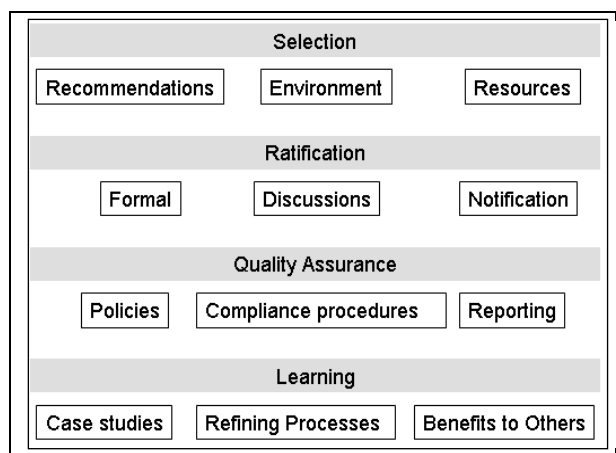 Selection
Recommendations Environment Resources
Ratification
Formal Discussions Notification
Quality Assurance
Policies Compliance procedures Reporting
Learning
Case studies Refining Processes Benefits to Others